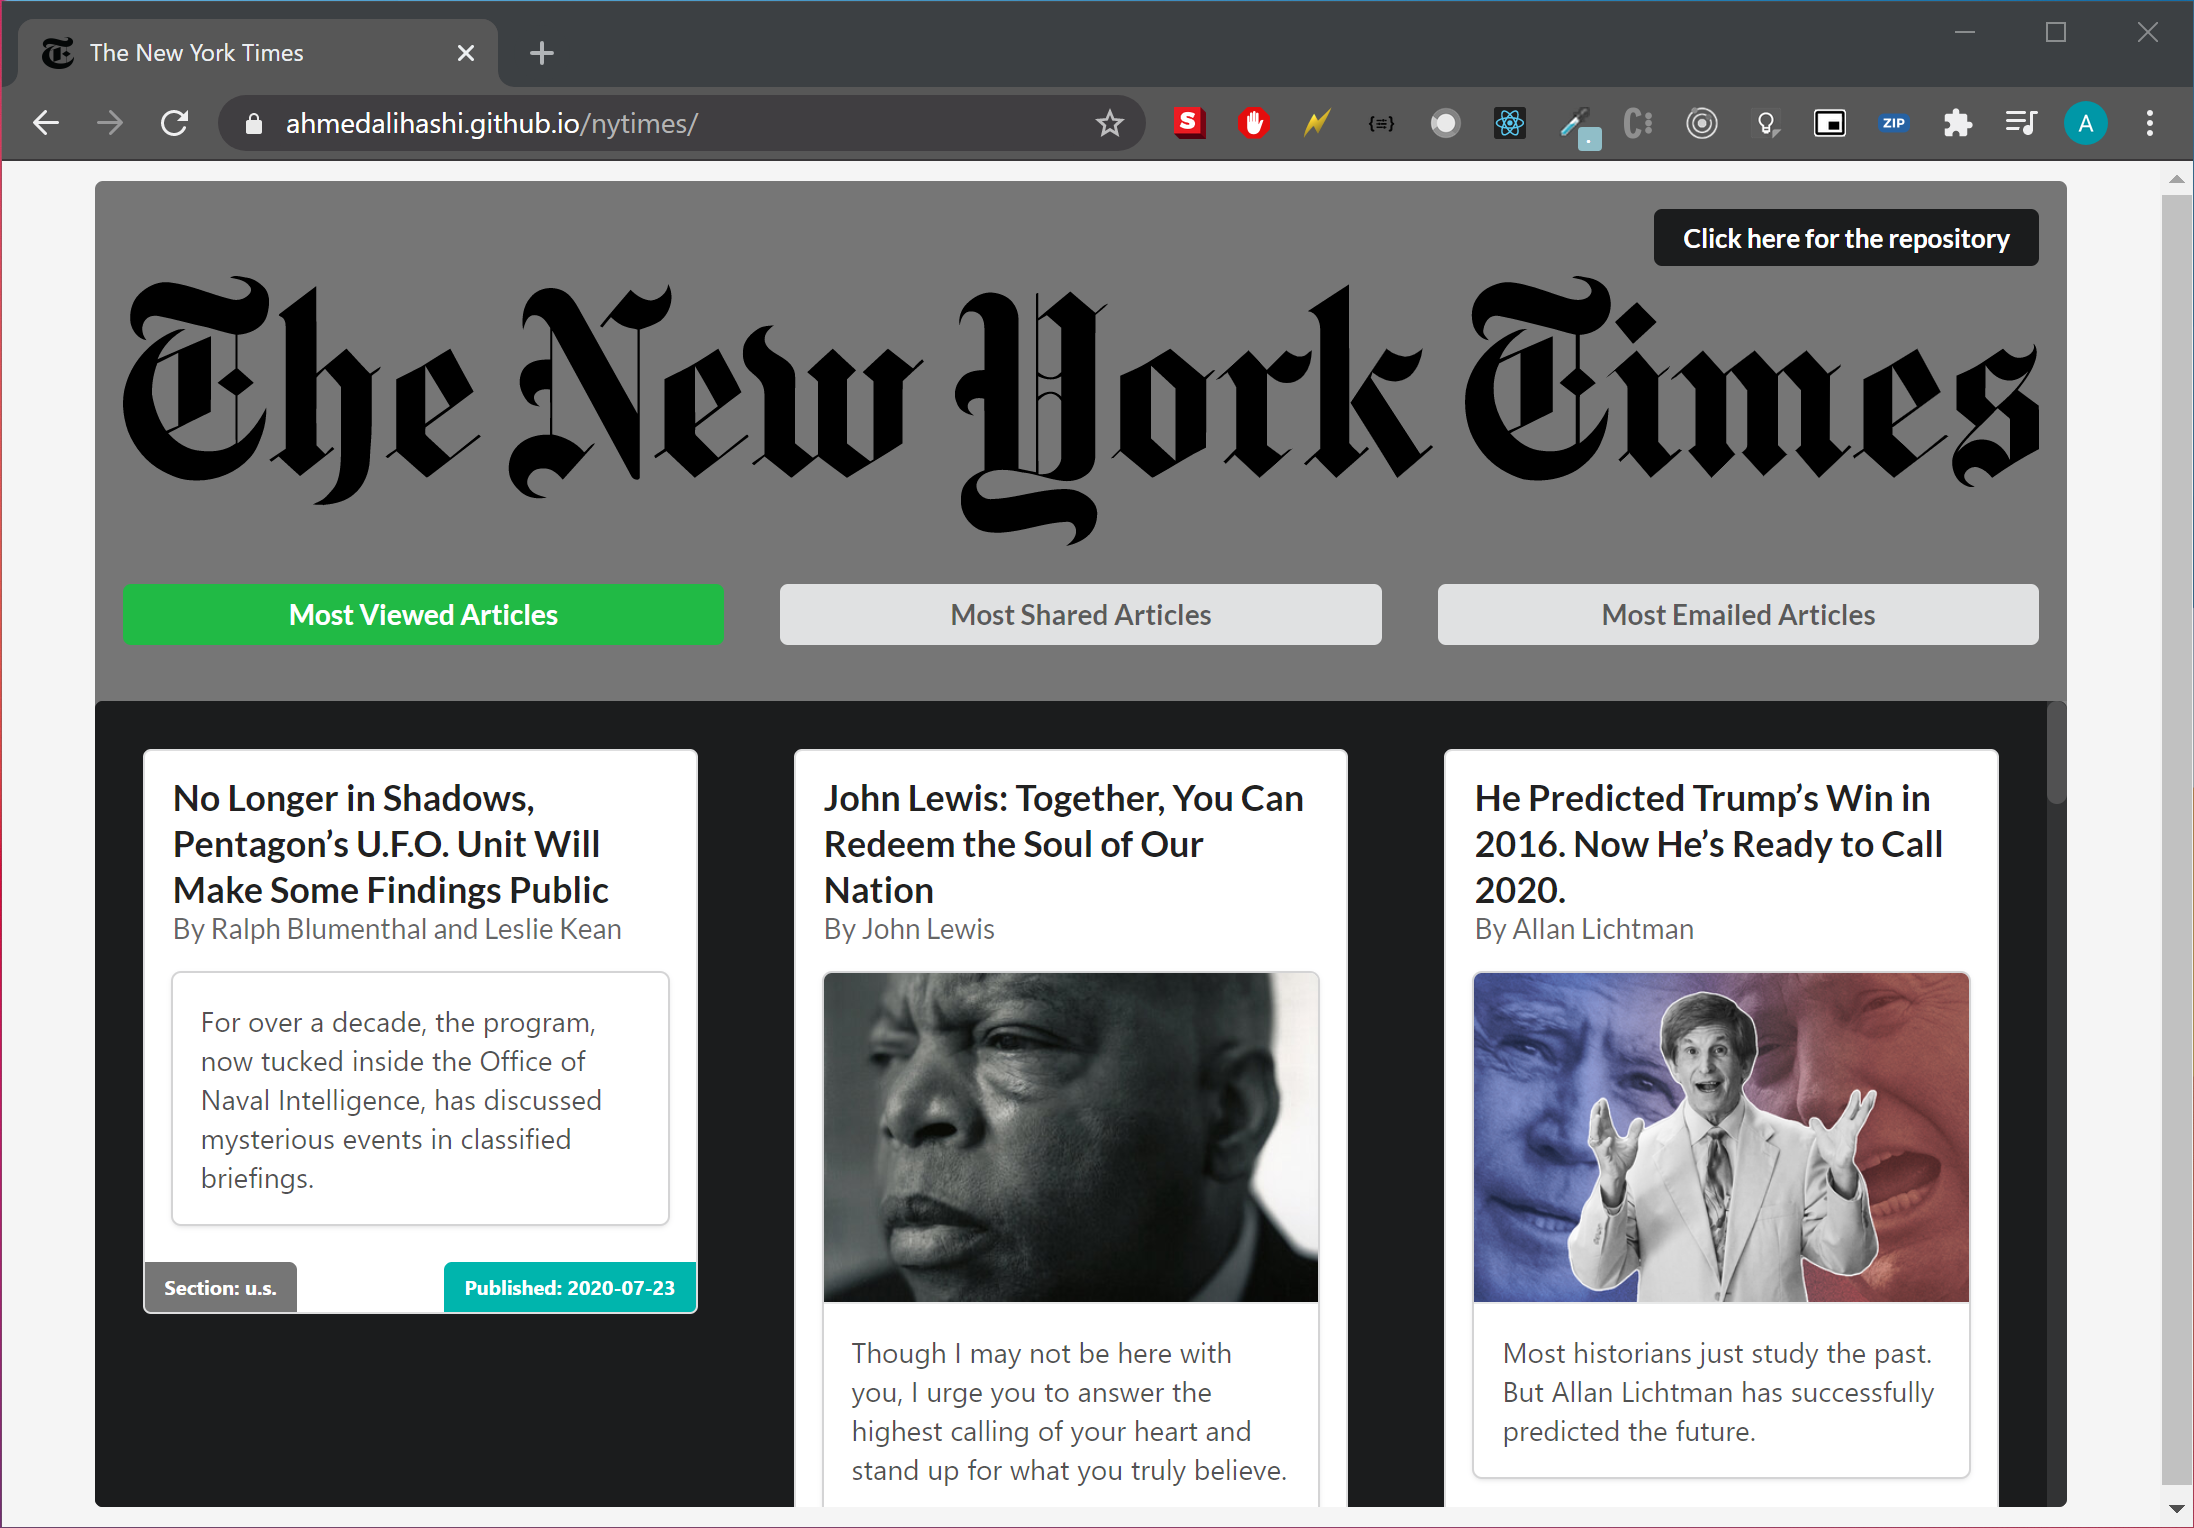 The New York Times
ahmedalihashi.github.io/nytimes/
S
{≡}
C
ZIP
A
Click here for the repository
The New York Times
Most Viewed Articles
Most Shared Articles
Most Emailed Articles
No Longer in Shadows,
Pentagon’s U.F.O. Unit Will
Make Some Findings Public
By Ralph Blumenthal and Leslie Kean
For over a decade, the program,
now tucked inside the Office of
Naval Intelligence, has discussed
mysterious events in classified
briefings.
Section: u.s.
Published: 2020-07-23
John Lewis: Together, You Can
Redeem the Soul of Our
Nation
By John Lewis
Though I may not be here with
you, I urge you to answer the
highest calling of your heart and
stand up for what you truly believe.
He Predicted Trump’s Win in
2016. Now He’s Ready to Call
2020.
By Allan Lichtman
Most historians just study the past.
But Allan Lichtman has successfully
predicted the future.